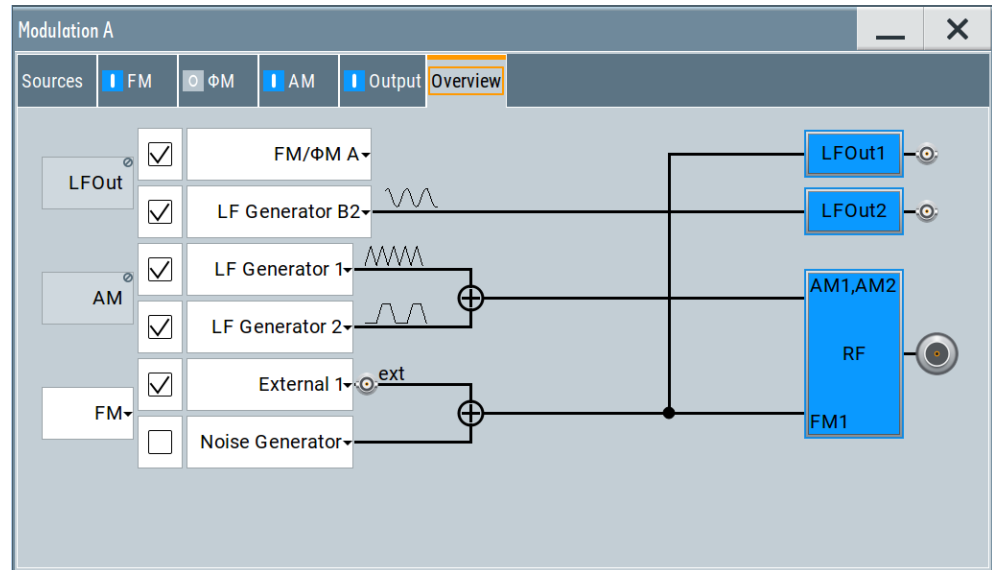 Modulation A
Sources
FM
ΦM
AM
Output
Overview
LFOut
FM/ΦM A
LF Generator B2
AM
LF Generator 1
LF Generator 2
FM
External 1
ext
Noise Generator
LFOut1
LFOut2
AM1,AM2
RF
FM1